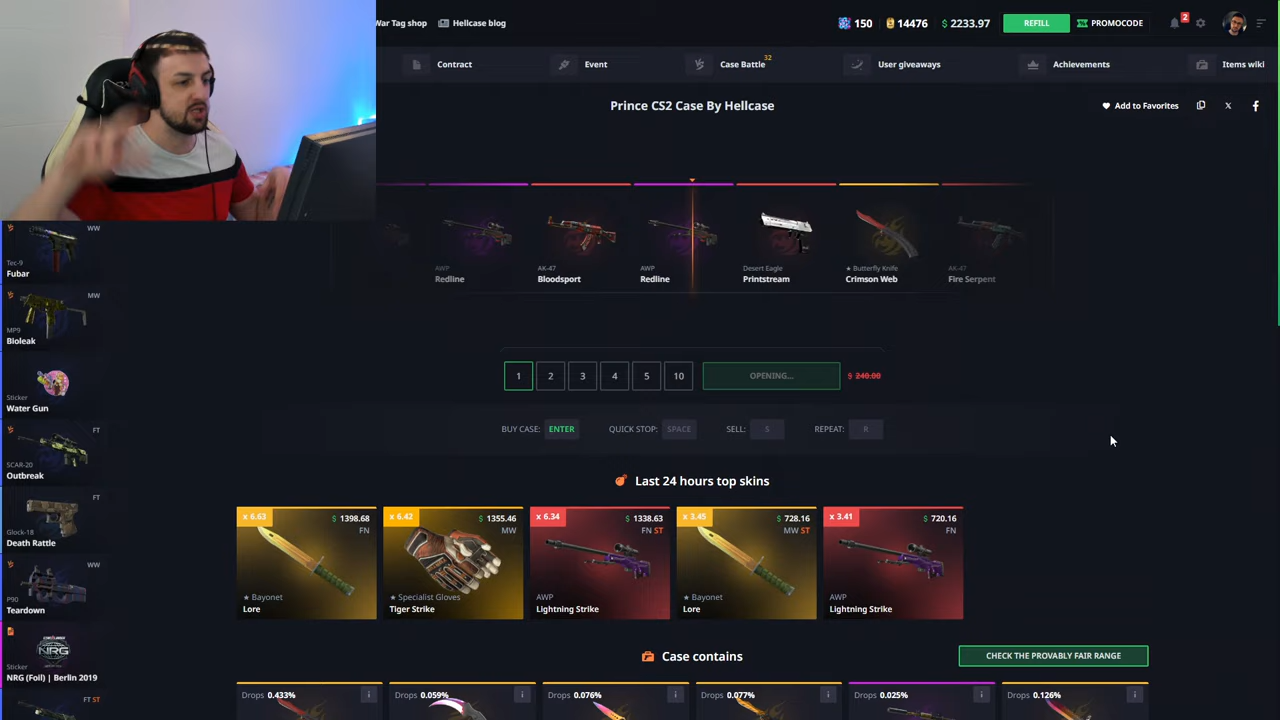 War Tag shop
Hellcase blog
150
14476
$ 2233.97
REFILL
PROMOCODE
2
Contract
Event
Case Battle
32
User giveaways
Achievements
Items wiki
Prince CS2 Case By Hellcase
Add to Favorites
AWP
Redline
AK-47
Bloodsport
AWP
Redline
Desert Eagle
Printstream
★ Butterfly Knife
Crimson Web
AK-47
Fire Serpent
1
2
3
4
5
10
OPENING...
$ 240.00
BUY CASE:
ENTER
QUICK STOP:
SPACE
SELL:
S
REPEAT:
R
Last 24 hours top skins
x 6.63
$ 1398.68
FN
★ Bayonet
Lore
x 6.42
$ 1355.46
MW
★ Specialist Gloves
Tiger Strike
x 6.34
$ 1338.63
FN ST
AWP
Lightning Strike
x 3.45
$ 728.16
MW ST
★ Bayonet
Lore
x 3.41
$ 720.16
FN
AWP
Lightning Strike
Case contains
CHECK THE PROVABLY FAIR RANGE
Drops 0.433%
Drops 0.059%
Drops 0.076%
Drops 0.077%
Drops 0.025%
Drops 0.126%
WW
Tec-9
Fubar
MW
MP9
Bioleak
Sticker
Water Gun
FT
SCAR-20
Outbreak
FT
Glock-18
Death Rattle
WW
P90
Teardown
NRG
Sticker
NRG (Foil) | Berlin 2019
FT ST